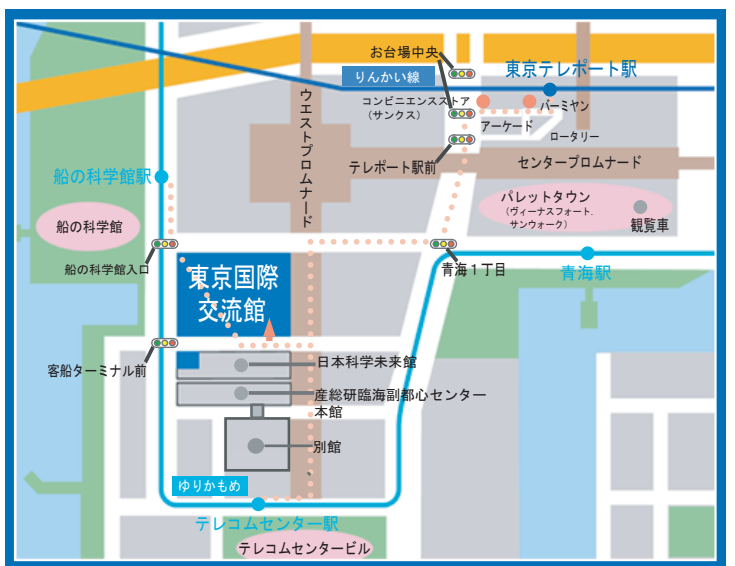 お台場中央
りんかい線
東京テレポート駅
コンビニエンスストア
（サンクス）
バーミヤン
アーケード
ロータリー
ウエストプロムナード
テレポート駅前
センタープロムナード
船の科学館駅
パレットタウン
（ヴィーナスフォート.
サンウォーク）
観覧車
船の科学館
船の科学館入口
青海１丁目
青海駅
東京国際
交流館
日本科学未来館
客船ターミナル前
産総研臨海副都心センター
本館
別館
ゆりかもめ
テレコムセンター駅
テレコムセンタービル